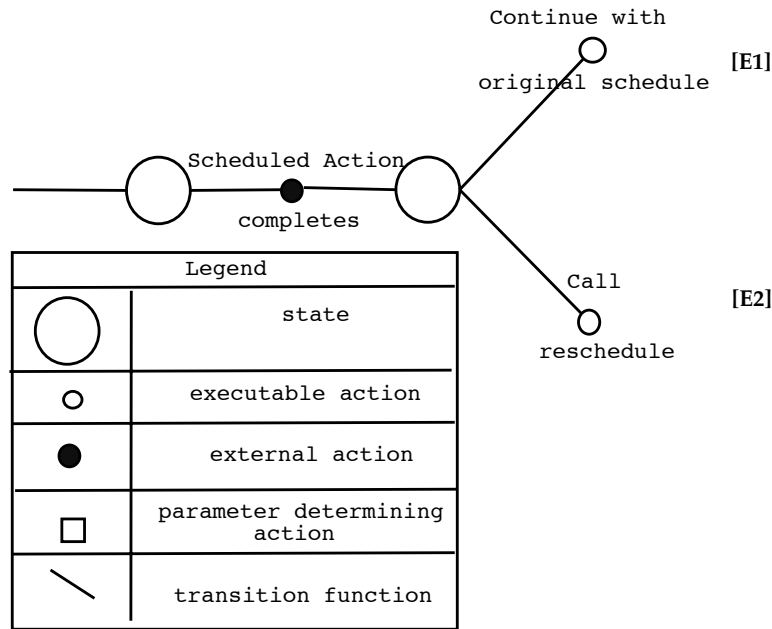 Continue with
[E1]
original schedule
Scheduled Action
completes
Call
[E2]
reschedule
Legend
state
executable action
external action
parameter determining
action
transition function